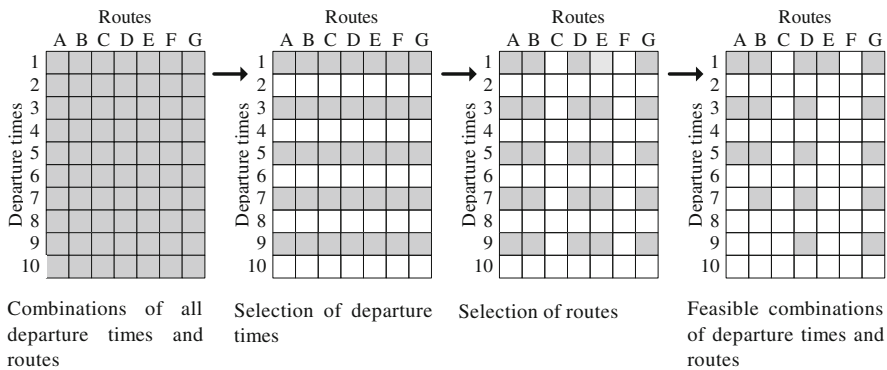 Routes
A B C D E F G
Departure times
1
2
3
4
5
6
7
8
9
10
Combinations of all
departure times and
routes
Routes
A B C D E F G
Departure times
1
2
3
4
5
6
7
8
9
10
Selection of departure
times
Routes
A B C D E F G
Departure times
1
2
3
4
5
6
7
8
9
10
Selection of routes
Routes
A B C D E F G
Departure times
1
2
3
4
5
6
7
8
9
10
Feasible combinations
of departure times and
routes